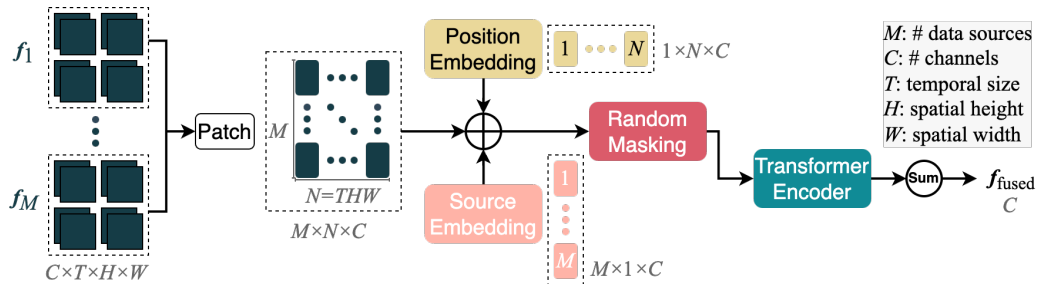 f1
fM
C×T×H×W
Patch
M
N=THW
M×N×C
Position
Embedding
1
N
1×N×C
Source
Embedding
1
M
M×1×C
Random
Masking
Transformer
Encoder
Sum
ffused
C
M: # data sources
C: # channels
T: temporal size
H: spatial height
W: spatial width